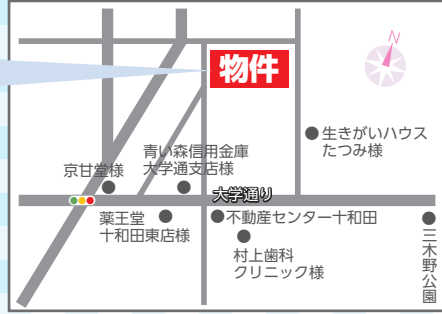 N
物件
生きがいハウス
たつみ様
青い森信用金庫
大学通支店様
京甘堂様
大学通り
薬王堂
十和田東店様
不動産センター十和田
村上歯科
クリニック様
三木野公園